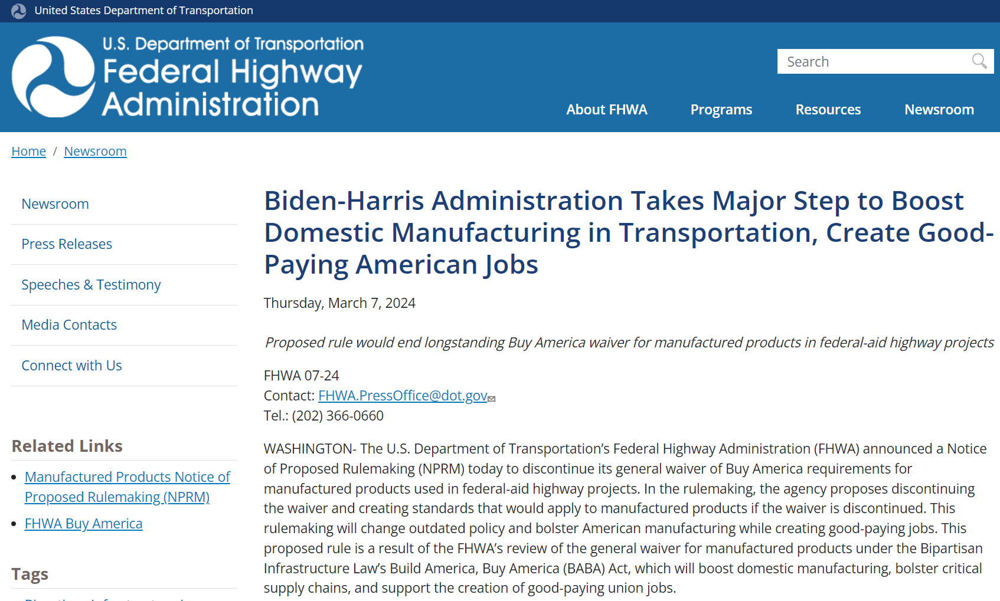 United States Department of Transportation
U.S. Department of Transportation
Federal Highway
Administration
Search
About FHWA Programs Resources Newsroom
Home / Newsroom
Newsroom
Press Releases
Speeches & Testimony
Media Contacts
Connect with Us
Related Links
Manufactured Products Notice of
Proposed Rulemaking (NPRM)
FHWA Buy America
Tags
Biden-Harris Administration Takes Major Step to Boost
Domestic Manufacturing in Transportation, Create Good-
Paying American Jobs
Thursday, March 7, 2024
Proposed rule would end longstanding Buy America waiver for manufactured products in federal-aid highway projects
FHWA 07-24
Contact: FHWA.PressOffice@dot.gov
Tel.: (202) 366-0660
WASHINGTON- The U.S. Department of Transportation’s Federal Highway Administration (FHWA) announced a Notice
of Proposed Rulemaking (NPRM) today to discontinue its general waiver of Buy America requirements for
manufactured products used in federal-aid highway projects. In the rulemaking, the agency proposes discontinuing
the waiver and creating standards that would apply to manufactured products if the waiver is discontinued. This
rulemaking will change outdated policy and bolster American manufacturing while creating good-paying jobs. This
proposed rule is a result of the FHWA’s review of the general waiver for manufactured products under the Bipartisan
Infrastructure Law’s Build America, Buy America (BABA) Act, which will boost domestic manufacturing, bolster critical
supply chains, and support the creation of good-paying union jobs.